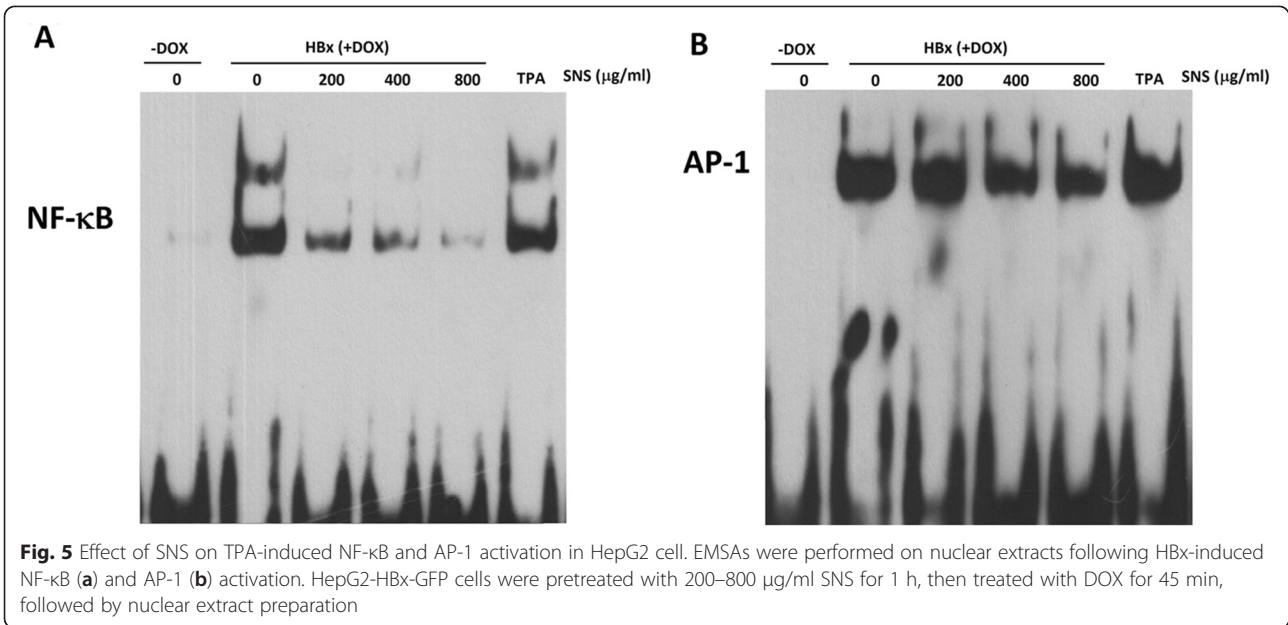 A
-DOX HBx (+DOX)
0 0 200 400 800 TPA SNS (μg/ml)
NF-κB
B
-DOX HBx (+DOX)
0 0 200 400 800 TPA SNS (μg/ml)
AP-1
Fig. 5 Effect of SNS on TPA-induced NF-κB and AP-1 activation in HepG2 cell. EMSAs were performed on nuclear extracts following HBx-induced
NF-κB (a) and AP-1 (b) activation. HepG2-HBx-GFP cells were pretreated with 200–800 μg/ml SNS for 1 h, then treated with DOX for 45 min,
followed by nuclear extract preparation